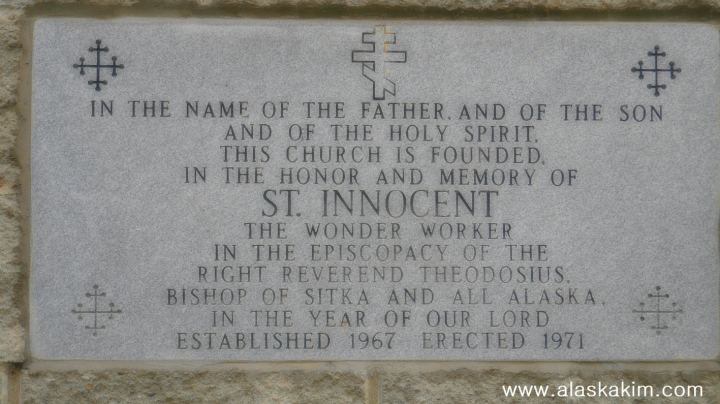 IN THE NAME OF THE FATHER, AND OF THE SON
AND OF THE HOLY SPIRIT,
THIS CHURCH IS FOUNDED,
IN THE HONOR AND MEMORY OF
ST. INNOCENT
THE WONDER WORKER
IN THE EPISCOPACY OF THE
RIGHT REVEREND THEODOSIUS,
BISHOP OF SITKA AND ALL ALASKA,
IN THE YEAR OF OUR LORD
ESTABLISHED 1967 ERECTED 1971
www.alaskakim.com